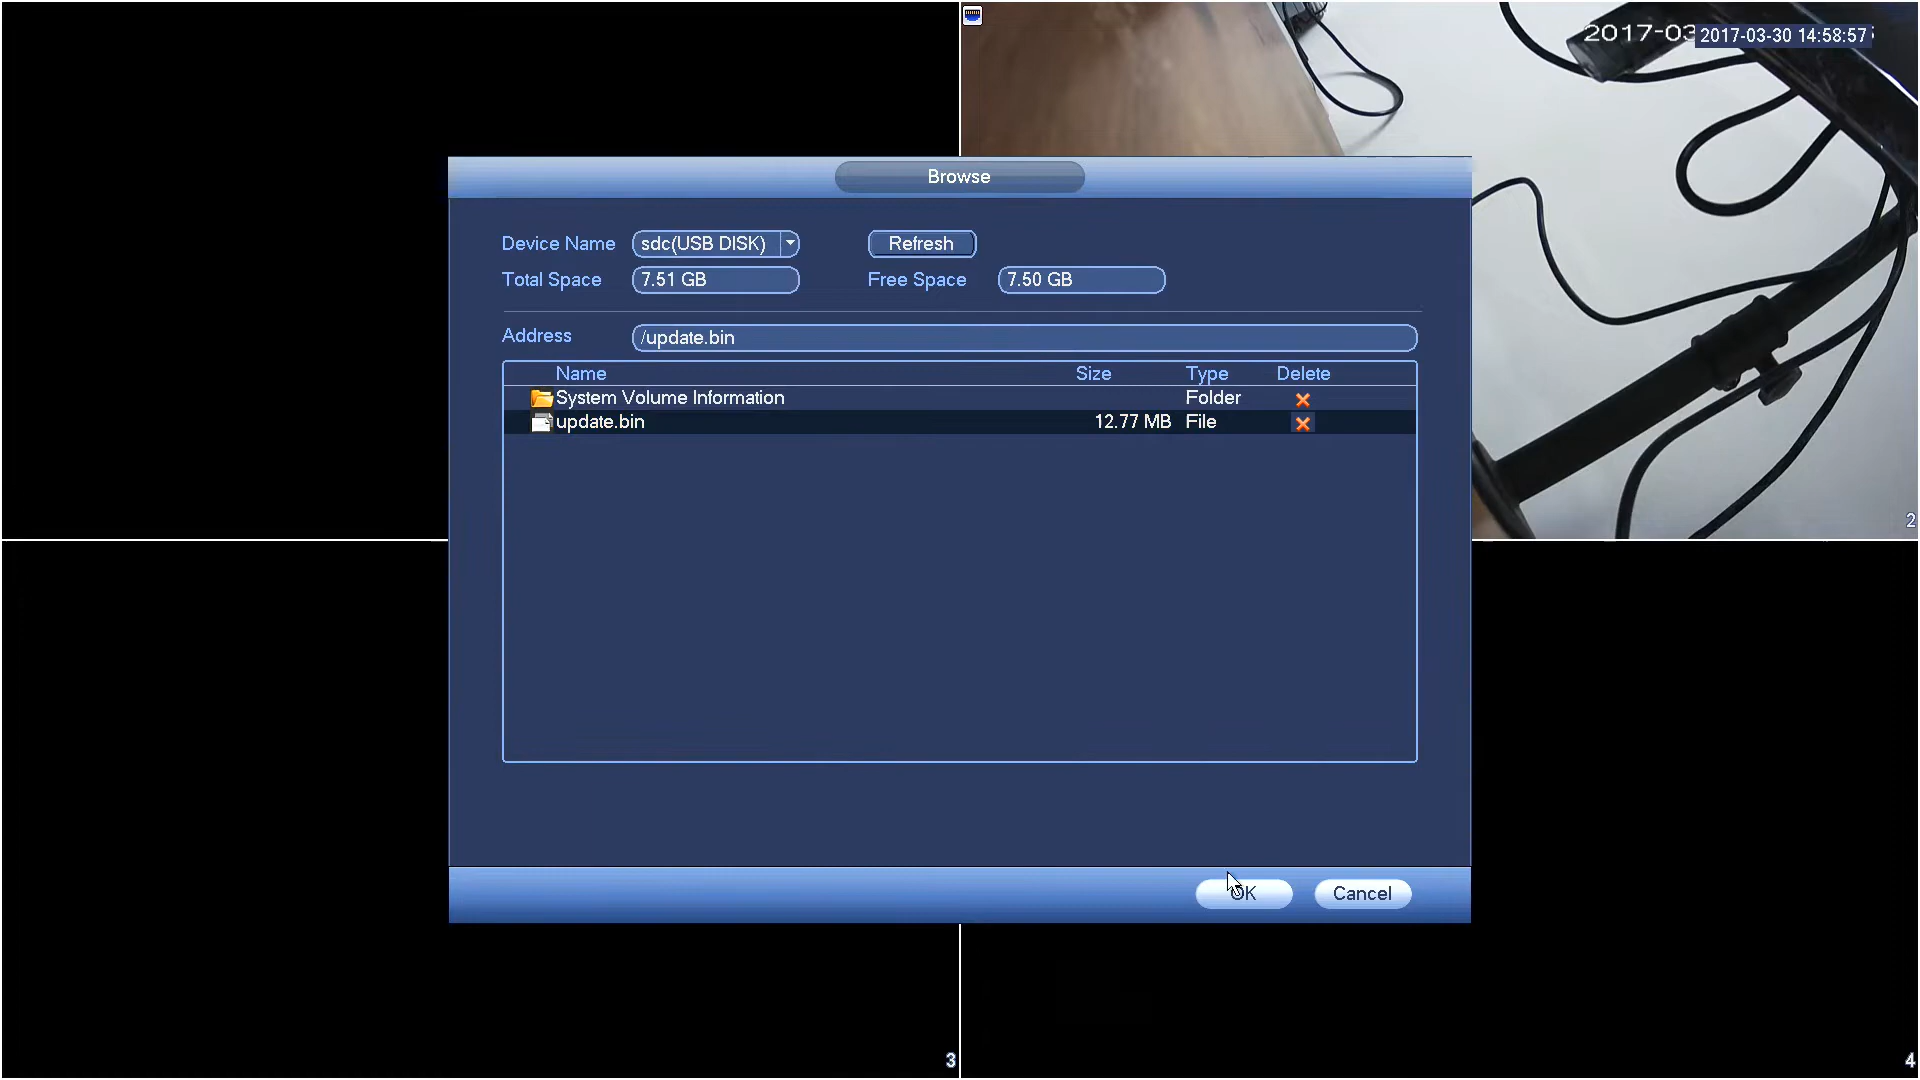 2017-03
2017-03-30 14:58:57
Browse
Device Name sdc(USB DISK) Refresh
Total Space 7.51 GB Free Space 7.50 GB
Address /update.bin
Name Size Type Delete
System Volume Information Folder
update.bin 12.77 MB File
2
OK Cancel
3
4